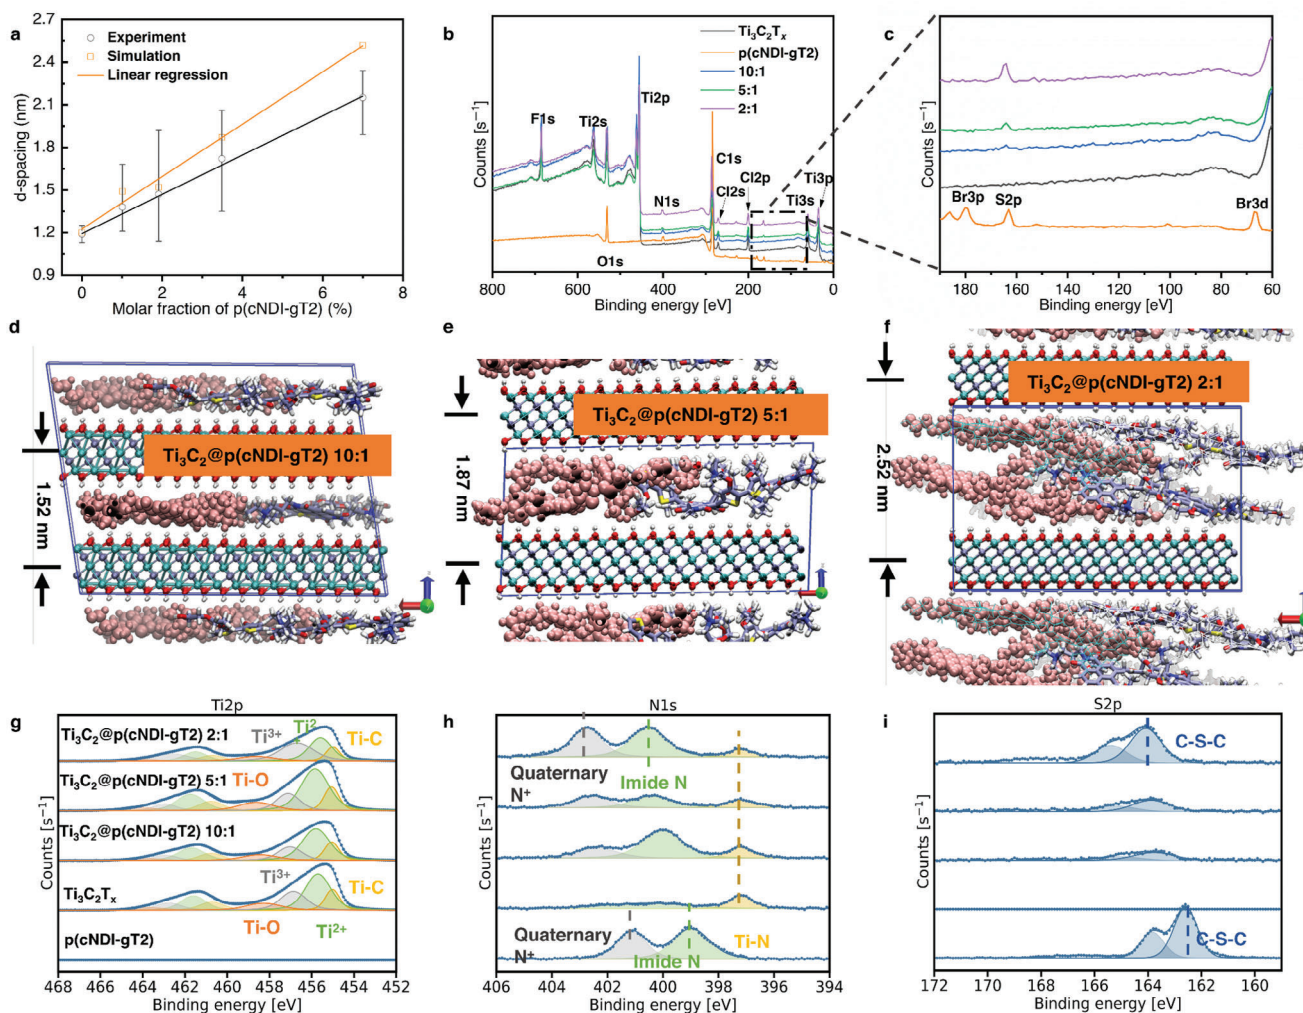 a
Experiment
Simulation
Linear regression
d-spacing (nm)
2.7
2.4
2.1
1.8
1.5
1.2
0.9
0
2
4
6
8
Molar fraction of p(cNDI-gT2) (%)
b
Ti₃C₂Tₓ
p(cNDI-gT2)
10:1
5:1
2:1
F1s
Ti2s
Ti2p
C1s
N1s
Cl2s
Cl2p
Ti3p
Ti3s
O1s
Counts [s⁻¹]
800
600
400
200
0
Binding energy [eV]
c
Counts [s⁻¹]
Br3p
S2p
Br3d
190
180
160
140
120
100
80
60
Binding energy [eV]
d
Ti₃C₂@p(cNDI-gT2) 10:1
1.52 nm
e
Ti₃C₂@p(cNDI-gT2) 5:1
1.87 nm
f
Ti₃C₂@p(cNDI-gT2) 2:1
2.52 nm
g
Ti2p
Ti₃C₂@p(cNDI-gT2) 2:1
Ti³⁺
Ti²
Ti-C
Ti₃C₂@p(cNDI-gT2) 5:1
Ti-O
Ti₃C₂@p(cNDI-gT2) 10:1
Ti³⁺
Ti-C
Ti₃C₂Tₓ
Ti-O
Ti²⁺
p(cNDI-gT2)
Counts [s⁻¹]
468
466
464
462
460
458
456
454
452
Binding energy [eV]
h
N1s
Quaternary
N⁺
Imide N
Quaternary
N⁺
Imide N
Ti-N
Counts [s⁻¹]
406
404
402
400
398
396
394
Binding energy [eV]
i
S2p
C-S-C
C-S-C
Counts [s⁻¹]
172
170
168
166
164
162
160
Binding energy [eV]